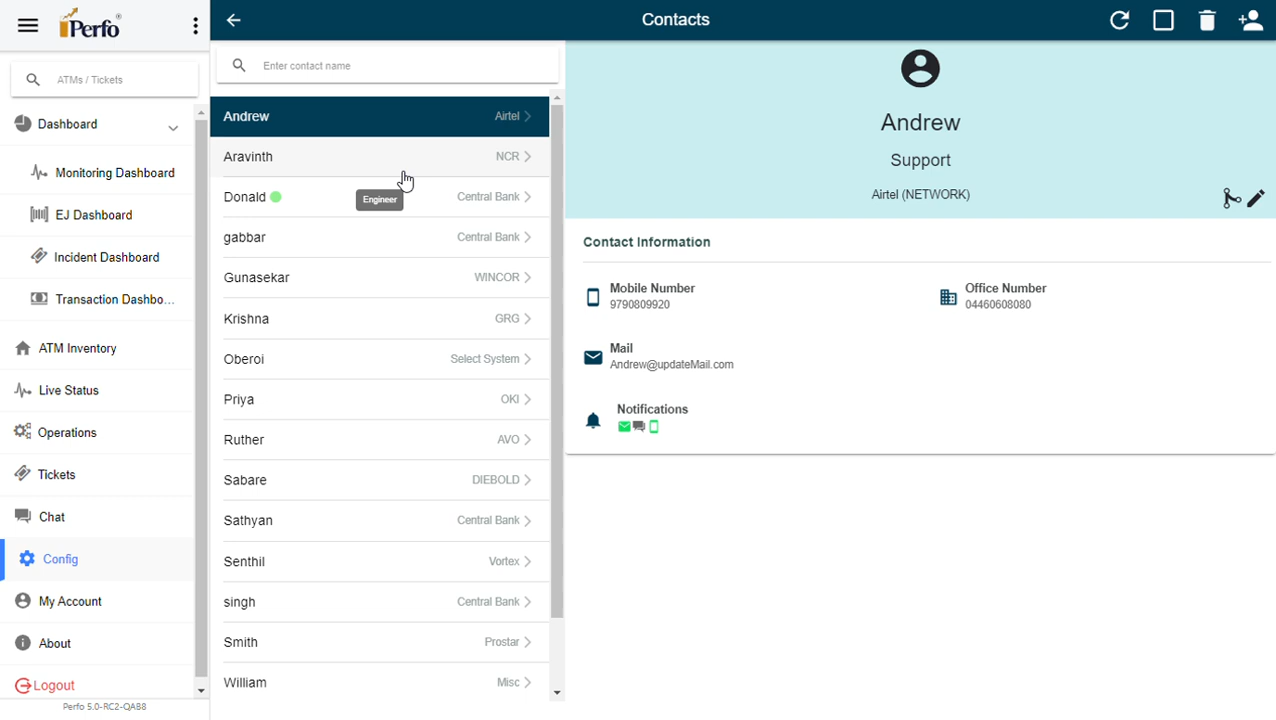 iPerfo
ATMs / Tickets
Dashboard
Monitoring Dashboard
EJ Dashboard
Incident Dashboard
Transaction Dashbo...
ATM Inventory
Live Status
Operations
Tickets
Chat
Config
My Account
About
Logout
Perfo 5.0-RC2-QAB8
Contacts
Enter contact name
Andrew Airtel
Aravinth NCR
Engineer
Donald Central Bank
gabbar Central Bank
Gunasekar WINCOR
Krishna GRG
Oberoi Select System
Priya OKI
Ruther AVO
Sabare DIEBOLD
Sathyan Central Bank
Senthil Vortex
singh Central Bank
Smith Prostar
William Misc
Andrew
Support
Airtel (NETWORK)
Contact Information
Mobile Number
9790809920
Office Number
04460608080
Mail
Andrew@updateMail.com
Notifications